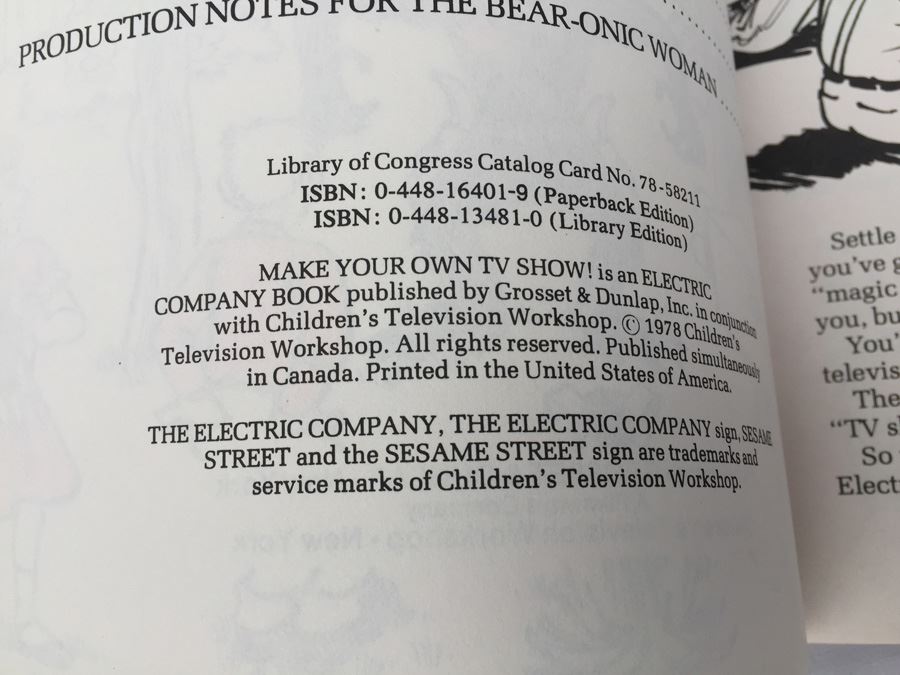 PRODUCTION NOTES FOR THE BEAR-ONIC WOMAN
Library of Congress Catalog Card No. 78-58211
ISBN: 0-448-16401-9 (Paperback Edition)
ISBN: 0-448-13481-0 (Library Edition)
MAKE YOUR OWN TV SHOW! is an ELECTRIC
COMPANY BOOK published by Grosset & Dunlap, Inc. in conjunction
with Children's Television Workshop. © 1978 Children's
Television Workshop. All rights reserved. Published simultaneously
in Canada. Printed in the United States of America.
THE ELECTRIC COMPANY, THE ELECTRIC COMPANY sign, SESAME
STREET and the SESAME STREET sign are trademarks and
service marks of Children's Television Workshop.
Settle
you've g
"magic
you, bu
You'
televis
The
"TV s
So
Elect